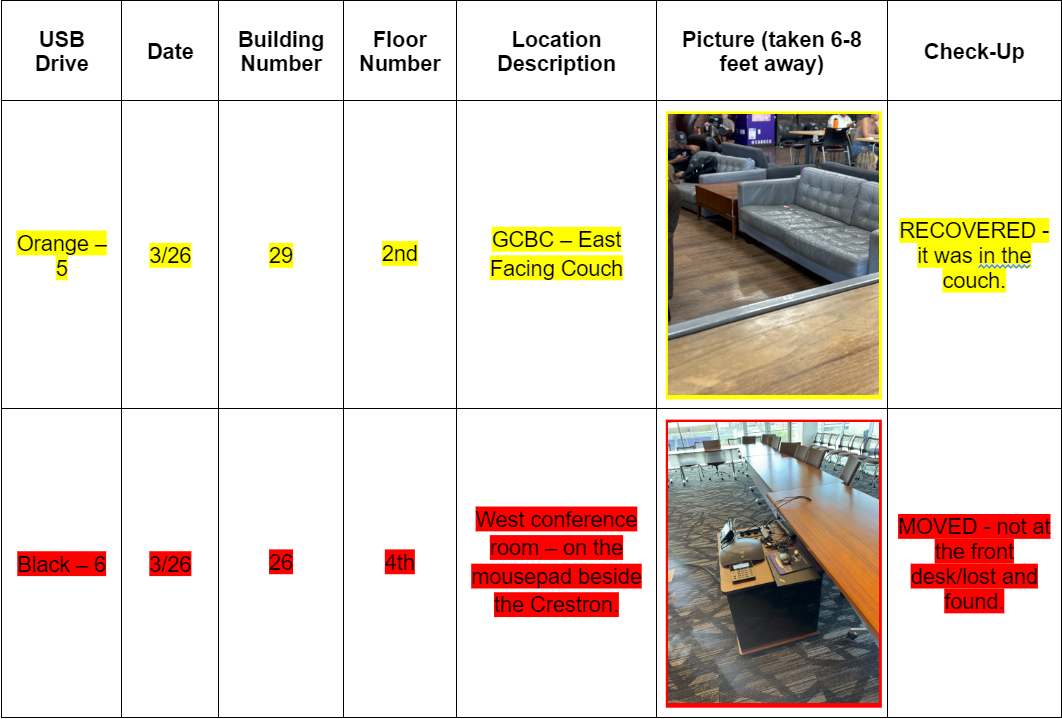 USB
Drive
Date
Building
Number
Floor
Number
Location
Description
Picture (taken 6-8
feet away)
Check-Up
Orange –
5
3/26
29
2nd
GCBC – East
Facing Couch
RECOVERED -
it was in the
couch.
Black – 6
3/26
26
4th
West conference
room – on the
mousepad beside
the Crestron.
MOVED - not at
the front
desk/lost and
found.